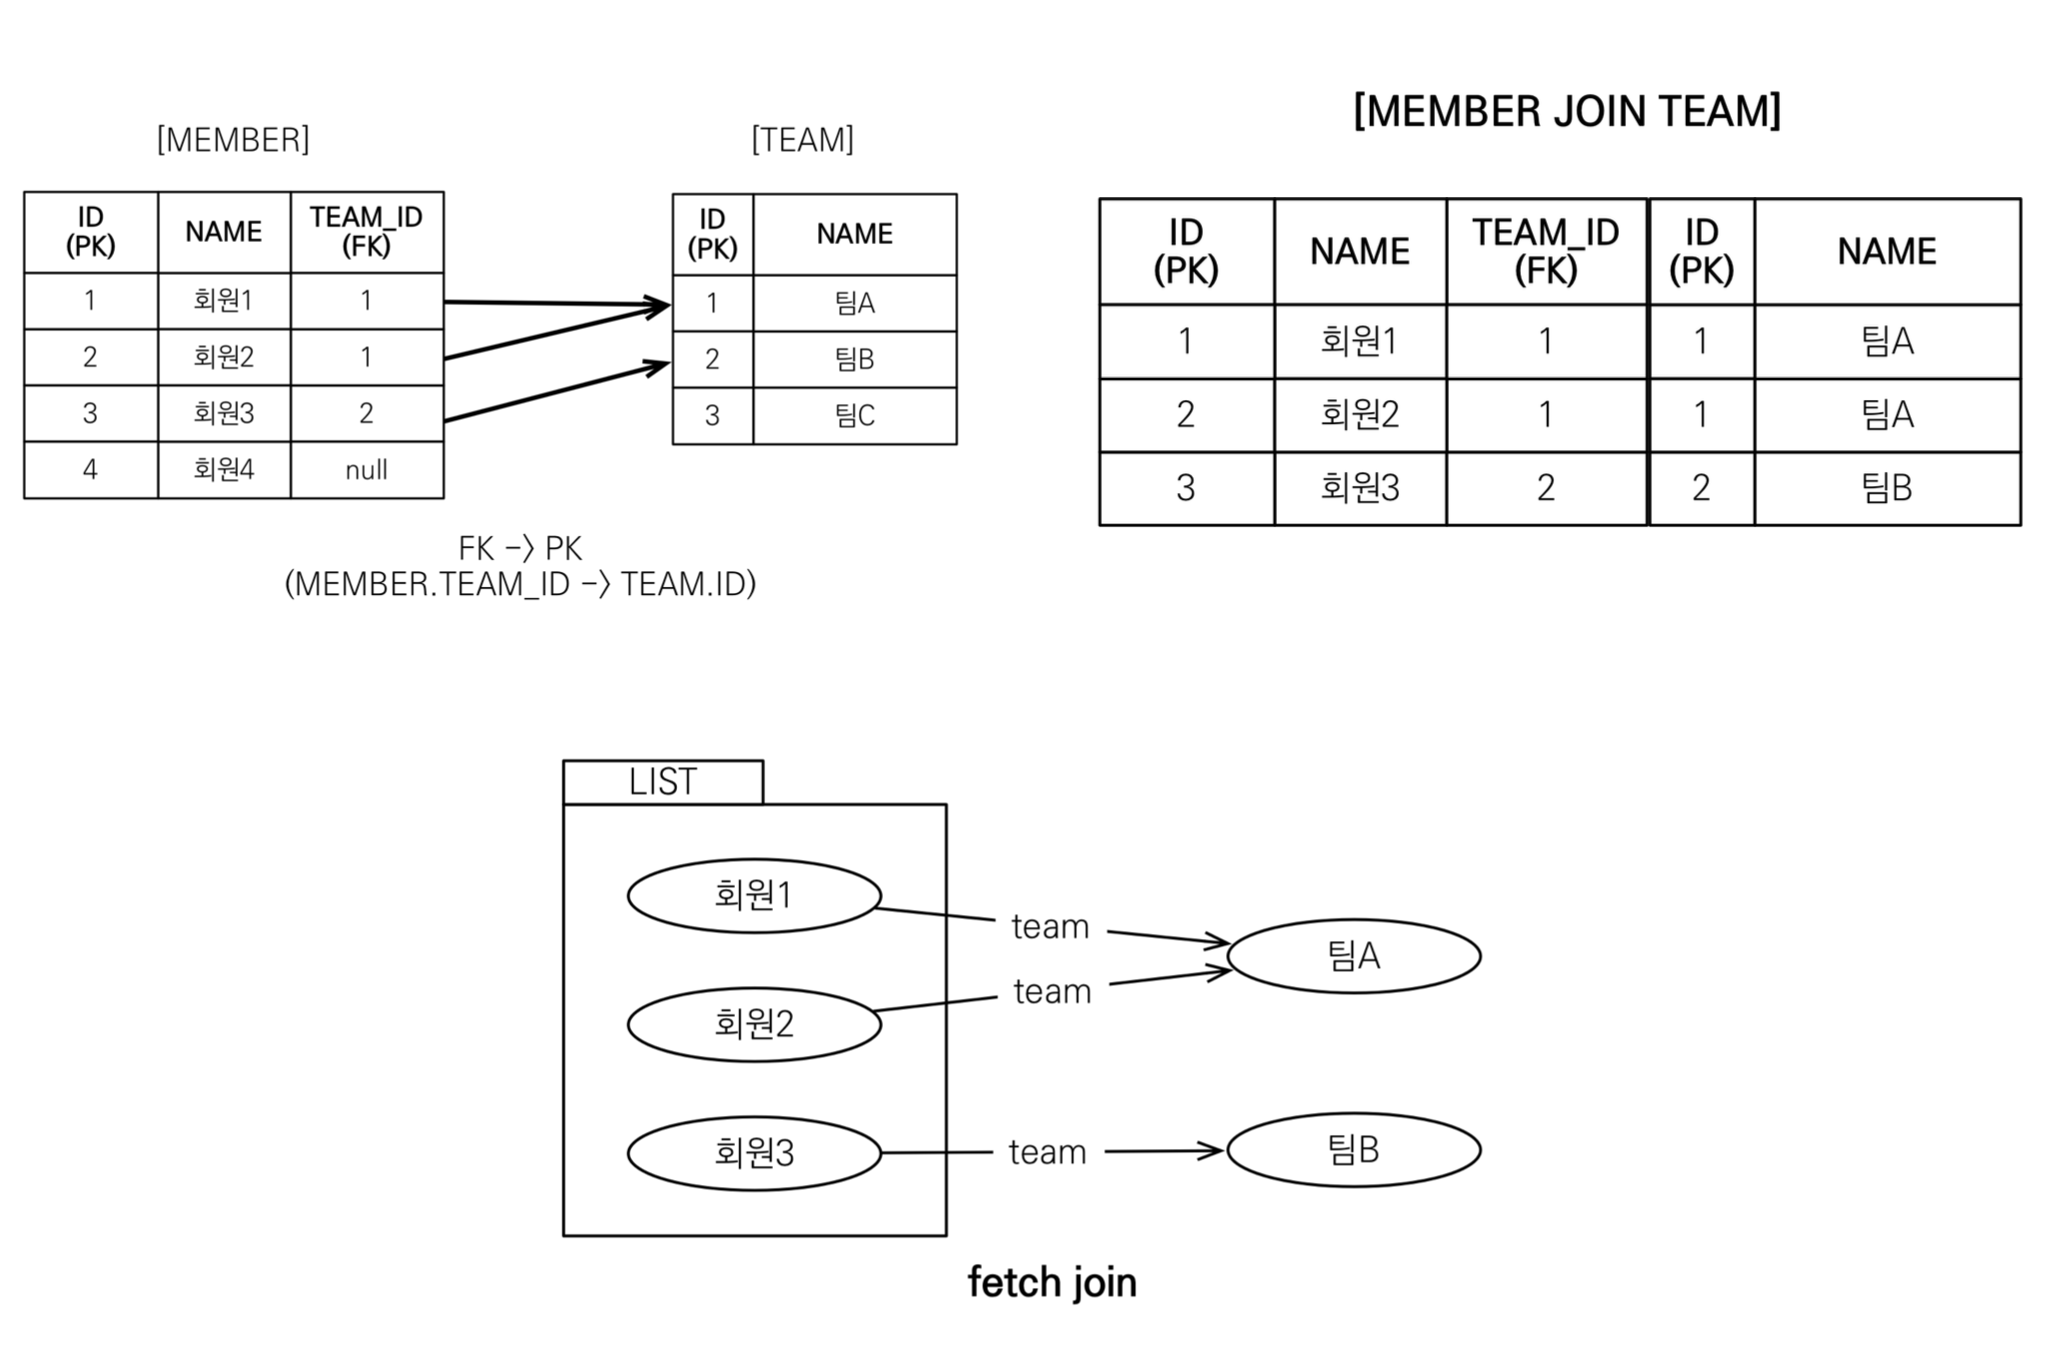 [MEMBER]
ID
(PK)
NAME
TEAM_ID
(FK)
1 회원1 1
2 회원2 1
3 회원3 2
4 회원4 null
[TEAM]
ID
(PK)
NAME
1 팀A
2 팀B
3 팀C
FK -> PK
(MEMBER.TEAM_ID -> TEAM.ID)
[MEMBER JOIN TEAM]
ID
(PK)
NAME
TEAM_ID
(FK)
ID
(PK)
NAME
1 회원1 1 1 팀A
2 회원2 1 1 팀A
3 회원3 2 2 팀B
LIST
회원1
team
팀A
회원2
team
회원3
team
팀B
fetch join